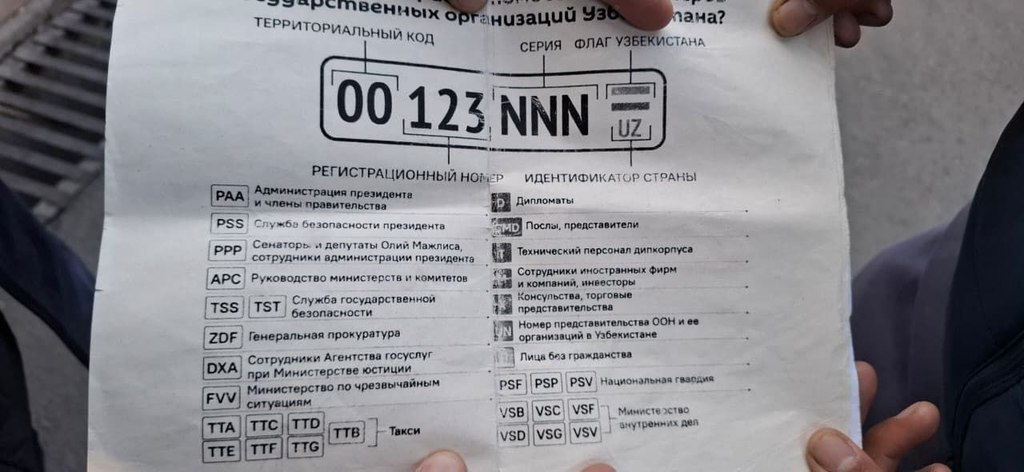 государственных организаций Узбекистана?
ТЕРРИТОРИАЛЬНЫЙ КОД
СЕРИЯ ФЛАГ УЗБЕКИСТАНА
00 123 NNN UZ
РЕГИСТРАЦИОННЫЙ НОМЕР ИДЕНТИФИКАТОР СТРАНЫ
PAA Администрация президента
и члены правительства
PSS Служба безопасности президента
PPP Сенаторы и депутаты Олий Мажлиса,
сотрудники администрации президента
APC Руководство министерств и комитетов
TSS TST Служба государственной
безопасности
ZDF Генеральная прокуратура
DXA Сотрудники Агентства госуслуг
при Министерстве юстиции
FVV Министерство по чрезвычайным
ситуациям
TTA TTC TTD
TTB Такси
TTE TTF TTG
D Дипломаты
CMD Послы, представители
T Технический персонал дипкорпуса
Сотрудники иностранных фирм
и компаний, инвесторы
Консульства, торговые
представительства
UN Номер представительства ООН и ее
организаций в Узбекистане
Лица без гражданства
PSF PSP PSV Национальная гвардия
VSB VSC VSF Министерство
VSD VSG VSV внутренних дел